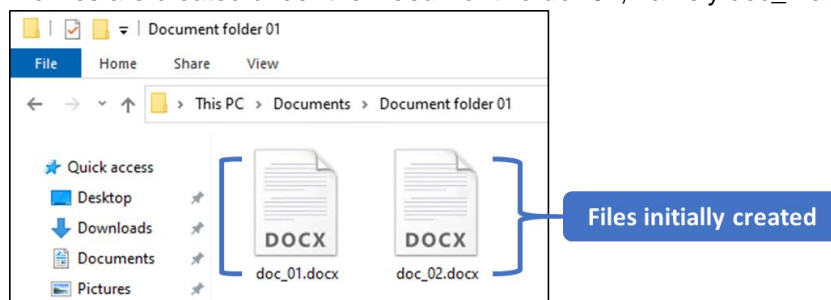 Document folder 01
File Home Share View
This PC > Documents > Document folder 01
Quick access
Desktop
Downloads
Documents
Pictures
DOCX DOCX
doc_01.docx doc_02.docx
Files initially created